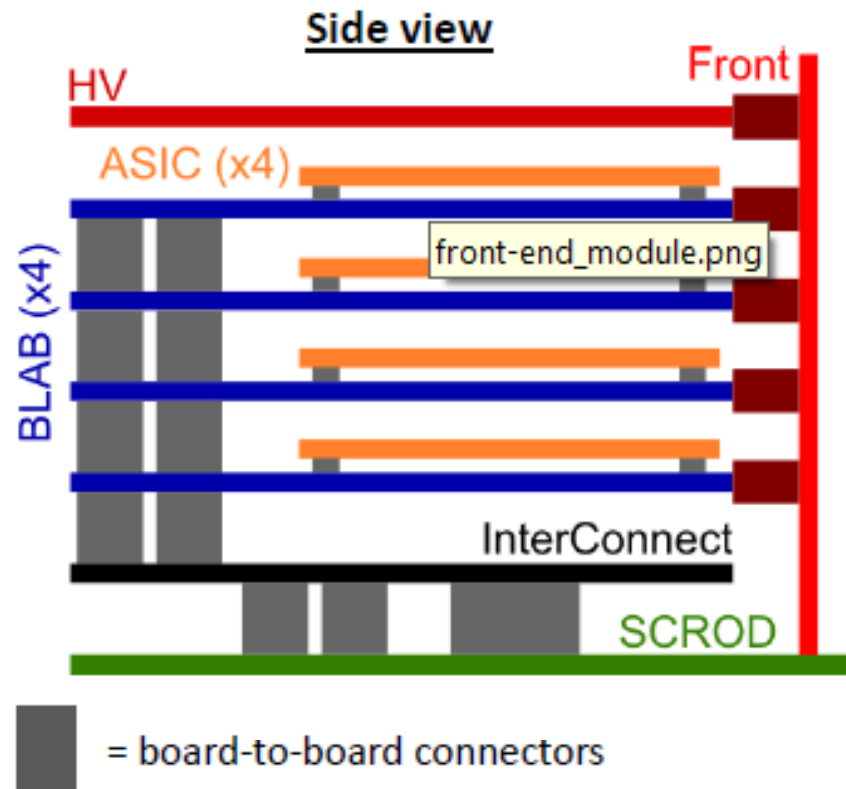 Side view
Front
HV
ASIC (x4)
front-end_module.png
BLAB (x4)
InterConnect
SCROD
= board-to-board connectors